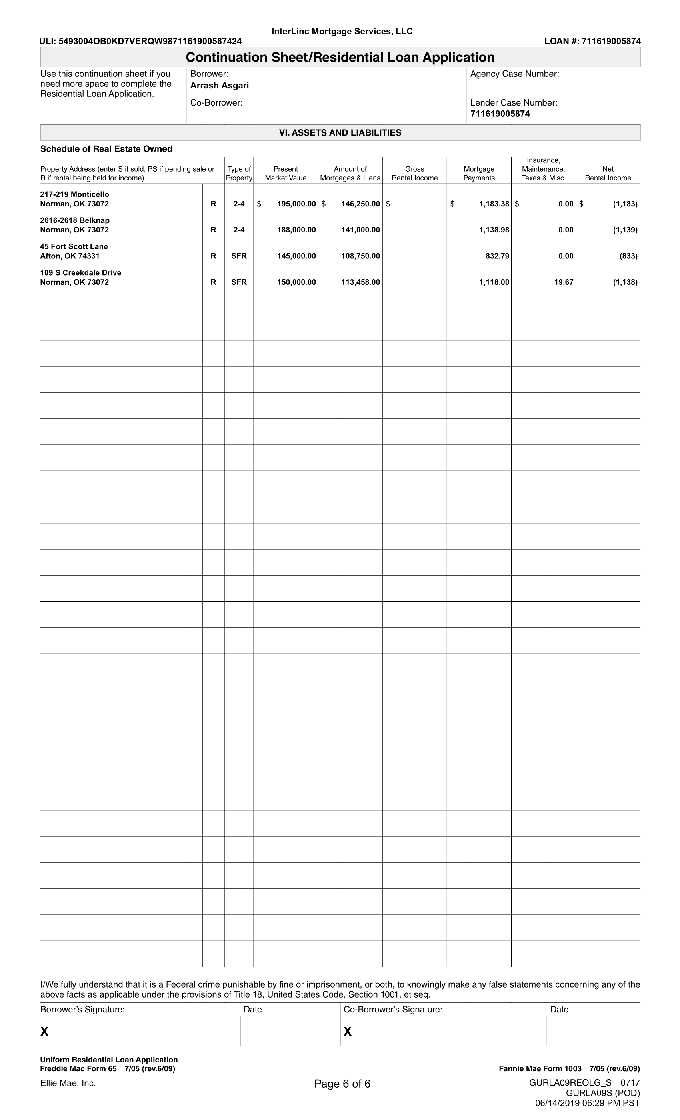 InterLinc Mortgage Services, LLC
ULI: 5493004OB0KD7VERQW9871161900587424 LOAN #: 711619005874
Continuation Sheet/Residential Loan Application
Use this continuation sheet if you need more space to complete the Residential Loan Application.
Borrower:
Arrash Asgari
Co-Borrower:
Agency Case Number:
Lender Case Number:
711619005874
VI. ASSETS AND LIABILITIES
Schedule of Real Estate Owned
Property Address (enter S if sold, PS if pending sale or R if rental being held for income) Type of Property Present Market Value Amount of Mortgages & Liens Gross Rental Income Mortgage Payments Insurance, Maintenance, Taxes & Misc. Net Rental Income
217-219 Monticello
Norman, OK 73072 R 2-4 $ 195,000.00 $ 146,250.00 $ $ 1,183.38 $ 0.00 $ (1,183)
2616-2618 Belknap
Norman, OK 73072 R 2-4 188,000.00 141,000.00 1,138.98 0.00 (1,139)
45 Fort Scott Lane
Afton, OK 74331 R SFR 145,000.00 108,750.00 832.79 0.00 (833)
109 S Creekdale Drive
Norman, OK 73072 R SFR 150,000.00 113,458.00 1,118.00 19.67 (1,138)
I/We fully understand that it is a Federal crime punishable by fine or imprisonment, or both, to knowingly make any false statements concerning any of the
above facts as applicable under the provisions of Title 18, United States Code, Section 1001, et seq.
Borrower's Signature: Date Co-Borrower's Signature: Date
X X
Uniform Residential Loan Application
Freddie Mac Form 65 7/05 (rev.6/09) Fannie Mae Form 1003 7/05 (rev.6/09)
Ellie Mae, Inc. Page 6 of 6 GURLA09REOLG_S 0717
GURLA09S (POD)
06/14/2019 06:29 PM PST